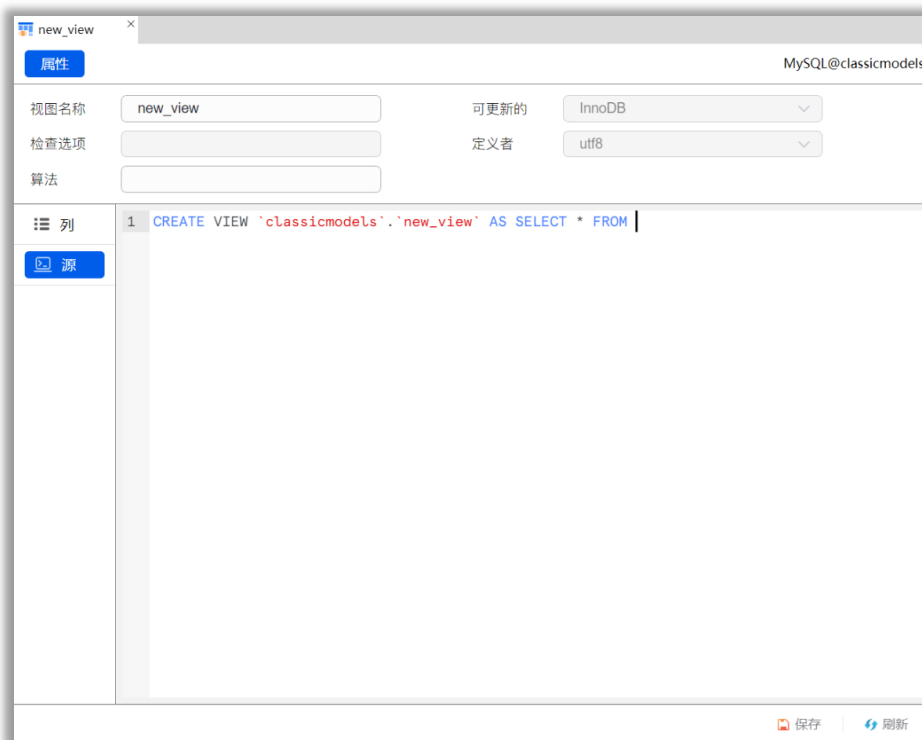 new_view ×
属性 MySQL@classicmodels
视图名称 new_view 可更新的 InnoDB
检查选项 定义者 utf8
算法
列
源
1 CREATE VIEW `classicmodels`.`new_view` AS SELECT * FROM
保存 刷新